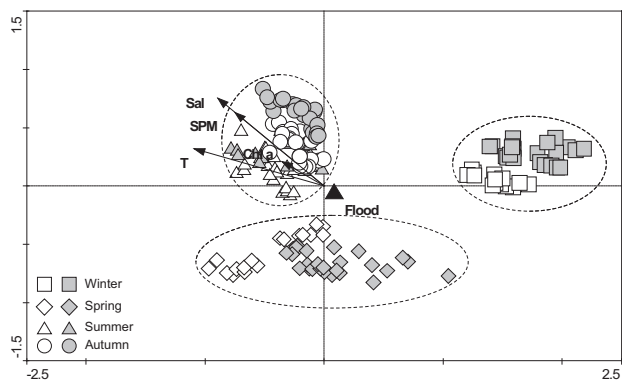 1.5
Sal
SPM
Chl a
T
Flood
Winter
Spring
Summer
Autumn
-1.5
-2.5
2.5